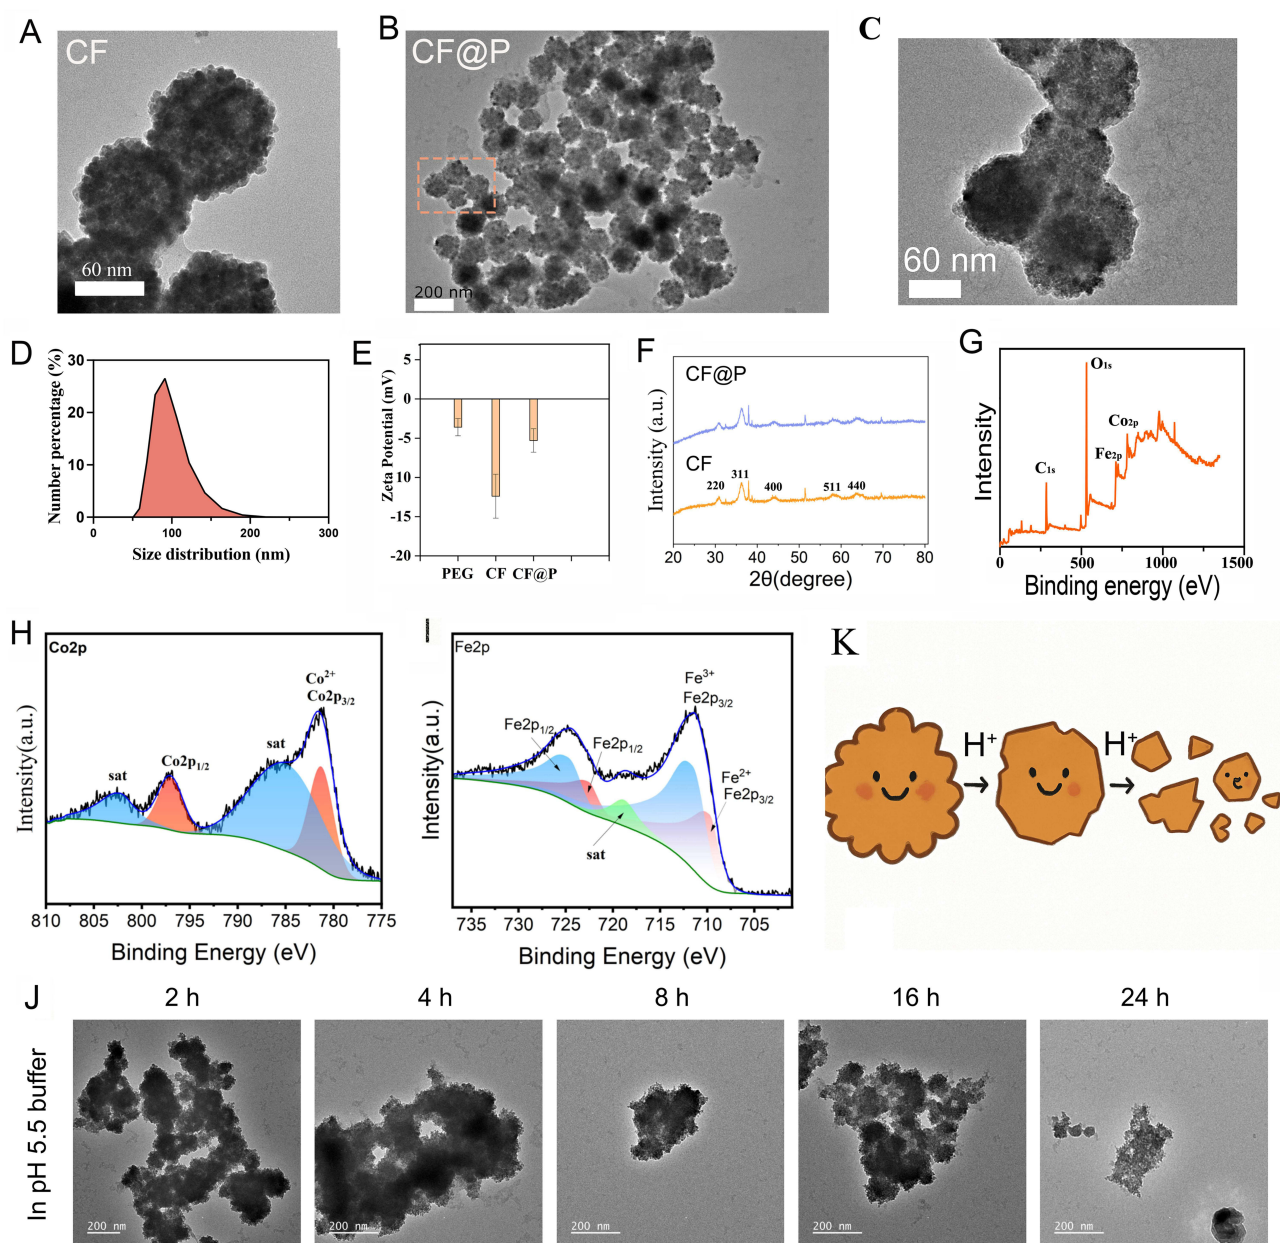 A
CF
60 nm
B
CF@P
200 nm
C
60 nm
D
Number percentage (%)
30
20
10
0
0 100 200 300
Size distribution (nm)
E
Zeta Potential (mV)
5
0
-5
-10
-15
-20
PEG CF CF@P
F
Intensity (a.u.)
CF@P
CF
220 311 400 511 440
20 30 40 50 60 70 80
2θ(degree)
G
Intensity
O1s
C1s
Fe2p
Co2p
0 500 1000 1500
Binding energy (eV)
H
Co2p
Intensity(a.u.)
Co2+
Co2p3/2
sat
Co2p1/2
sat
810 805 800 795 790 785 780 775
Binding Energy (eV)
I
Fe2p
Intensity(a.u.)
Fe3+
Fe2p3/2
Fe2p1/2
Fe2p1/2
Fe2+
Fe2p3/2
sat
735 730 725 720 715 710 705
Binding Energy (eV)
K
H+
H+
J
2 h 4 h 8 h 16 h 24 h
In pH 5.5 buffer
200 nm 200 nm 200 nm 200 nm 200 nm